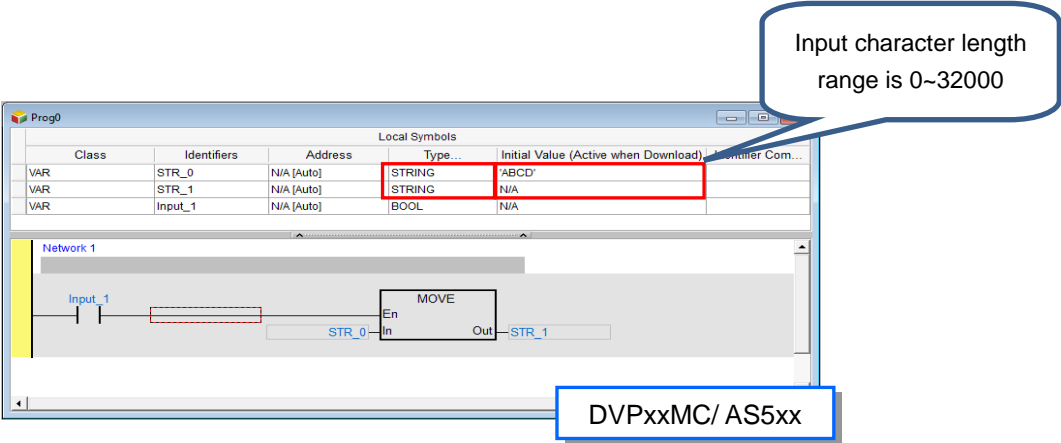 Input character length
range is 0~32000
Prog0
Local Symbols
Class Identifiers Address Type... Initial Value (Active when Download) Identifier Com...
VAR STR_0 N/A [Auto] STRING 'ABCD'
VAR STR_1 N/A [Auto] STRING N/A
VAR Input_1 N/A [Auto] BOOL N/A
Network 1
Input_1 MOVE
En
STR_0 In Out STR_1
DVPxxMC/ AS5xx